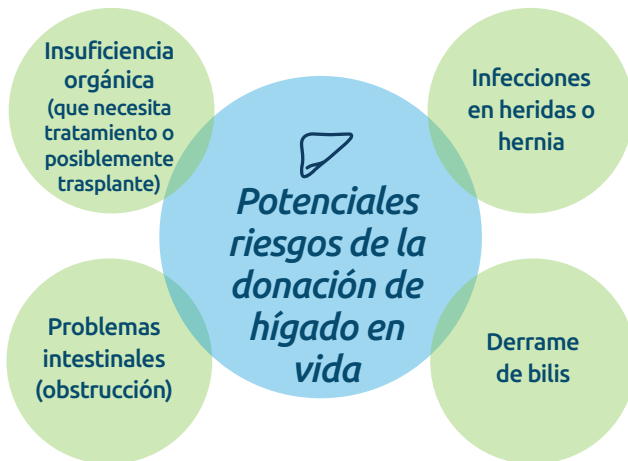 Insuficiencia
orgánica
(que necesita
tratamiento o
posiblemente
trasplante)
Infecciones
en heridas o
hernia
Potenciales
riesgos de la
donación de
hígado en
vida
Problemas
intestinales
(obstrucción)
Derrame
de bilis